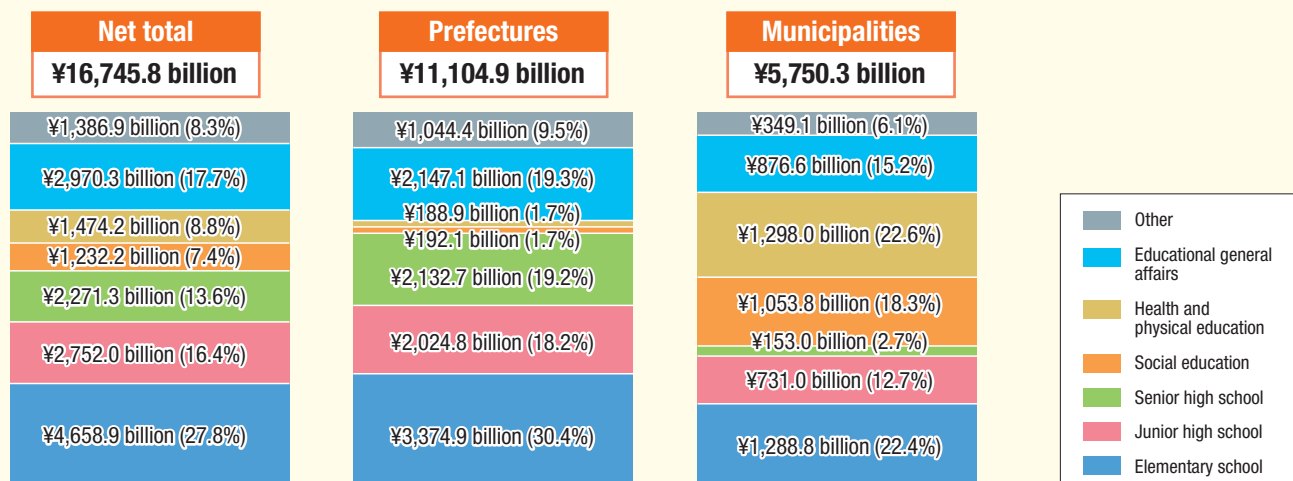 Net total
¥16,745.8 billion
Prefectures
¥11,104.9 billion
Municipalities
¥5,750.3 billion
¥1,386.9 billion (8.3%)
¥2,970.3 billion (17.7%)
¥1,474.2 billion (8.8%)
¥1,232.2 billion (7.4%)
¥2,271.3 billion (13.6%)
¥2,752.0 billion (16.4%)
¥4,658.9 billion (27.8%)
¥1,044.4 billion (9.5%)
¥2,147.1 billion (19.3%)
¥188.9 billion (1.7%)
¥192.1 billion (1.7%)
¥2,132.7 billion (19.2%)
¥2,024.8 billion (18.2%)
¥3,374.9 billion (30.4%)
¥349.1 billion (6.1%)
¥876.6 billion (15.2%)
¥1,298.0 billion (22.6%)
¥1,053.8 billion (18.3%)
¥153.0 billion (2.7%)
¥731.0 billion (12.7%)
¥1,288.8 billion (22.4%)
Other
Educational general
affairs
Health and
physical education
Social education
Senior high school
Junior high school
Elementary school